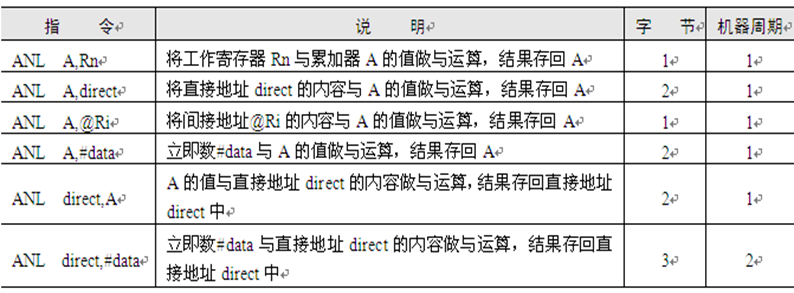 指 令 说 明 字 节 机器周期
ANL A,Rn 将工作寄存器 Rn 与累加器 A 的值做与运算，结果存回 A 1 1
ANL A,direct 将直接地址 direct 的内容与 A 的值做与运算，结果存回 A 2 1
ANL A,@Ri 将间接地址@Ri 的内容与 A 的值做与运算，结果存回 A 1 1
ANL A,#data 立即数#data 与 A 的值做与运算，结果存回 A 2 1
ANL direct,A A 的值与直接地址 direct 的内容做与运算，结果存回直接地址 2 1
direct 中
ANL direct,#data 立即数#data 与直接地址 direct 的内容做与运算，结果存回直 3 2
接地址 direct 中